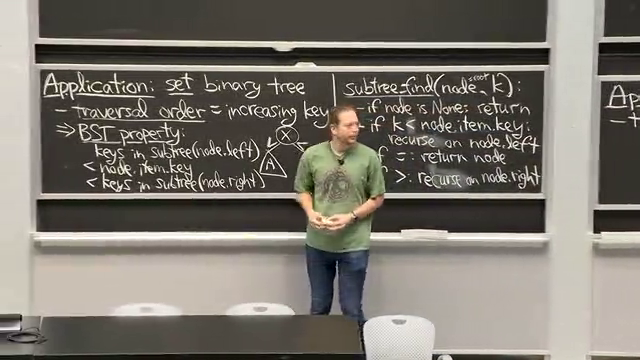 Application: set binary tree
traversal order = increasing key
⇒ BST property:
keys in subtree(node.left)
< node.item.key
< keys in subtree(node.right)
X
A
subtree_find(node, k):
=root
- if node is None: return
- if k < node.item.key:
recurse on node.left
=: return node
>: recurse on node.right